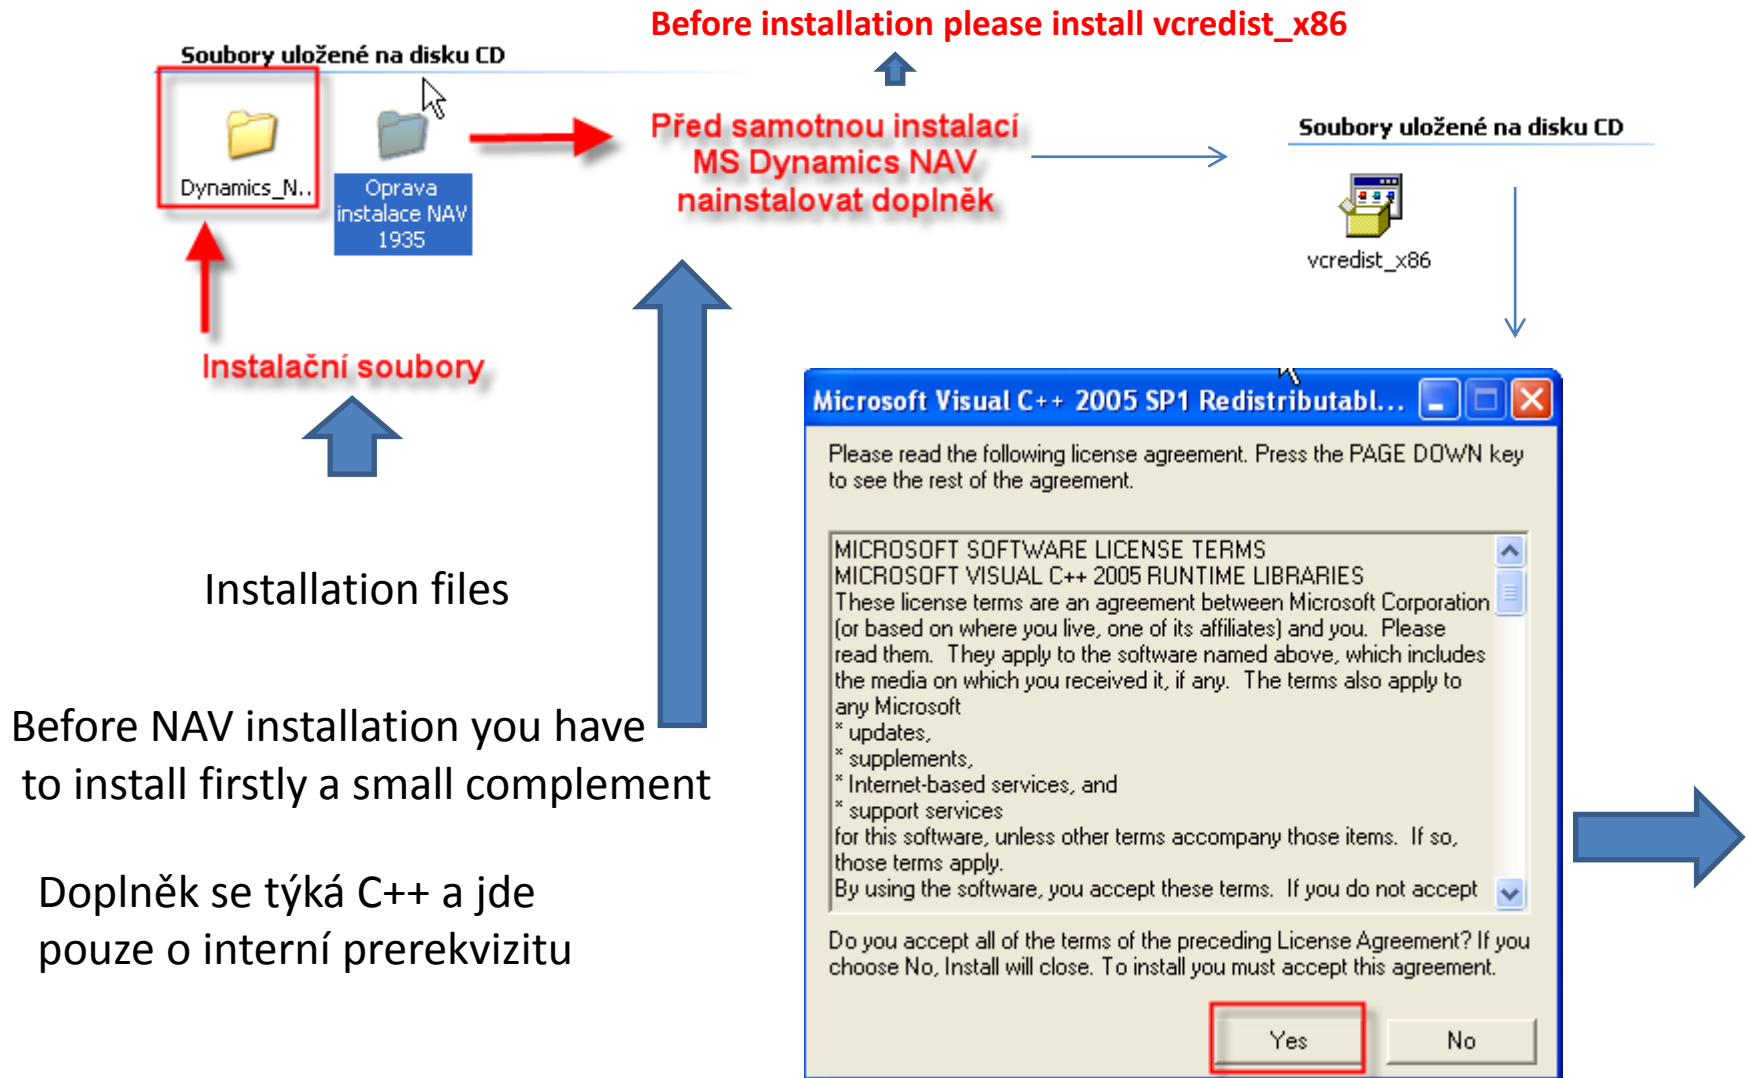 Before installation please install vcredist_x86
Soubory uložené na disku CD
Dynamics_N..
Oprava
instalace NAV
1935
Před samotnou instalací
MS Dynamics NAV
nainstalovat doplněk
Soubory uložené na disku CD
vcredist_x86
Instalační soubory
Installation files
Before NAV installation you have
to install firstly a small complement
Doplněk se týká C++ a jde
pouze o interní prerekvizitu
Microsoft Visual C++ 2005 SP1 Redistributabl...
Please read the following license agreement. Press the PAGE DOWN key
to see the rest of the agreement.
MICROSOFT SOFTWARE LICENSE TERMS
MICROSOFT VISUAL C++ 2005 RUNTIME LIBRARIES
These license terms are an agreement between Microsoft Corporation
(or based on where you live, one of its affiliates) and you.  Please
read them.  They apply to the software named above, which includes
the media on which you received it, if any.  The terms also apply to
any Microsoft
* updates,
* supplements,
* Internet-based services, and
* support services
for this software, unless other terms accompany those items.  If so,
those terms apply.
By using the software, you accept these terms.  If you do not accept
Do you accept all of the terms of the preceding License Agreement? If you
choose No, Install will close. To install you must accept this agreement.
Yes
No